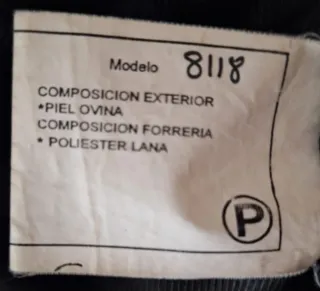 Modelo 8118
COMPOSICION EXTERIOR
*PIEL OVINA
COMPOSICION FORRERIA
* POLIESTER LANA
P